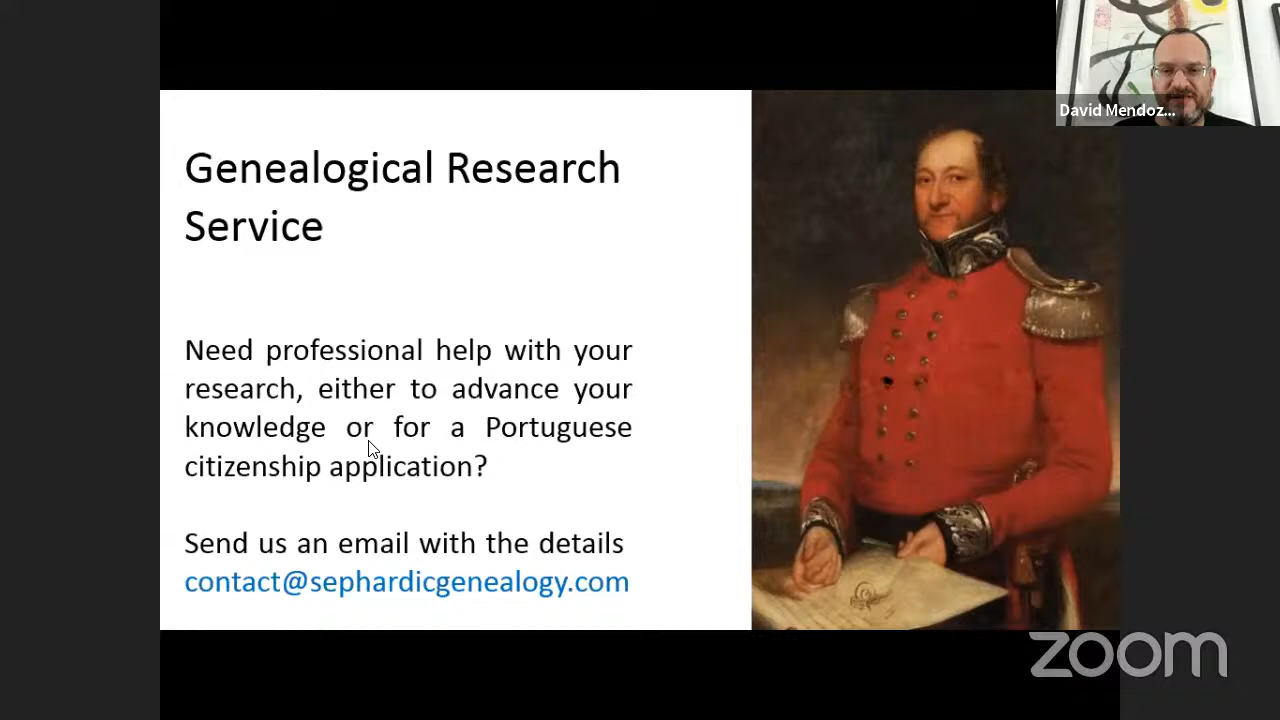 David Mendoz...
Genealogical Research
Service
Need professional help with your
research, either to advance your
knowledge or for a Portuguese
citizenship application?
Send us an email with the details
contact@sephardicgenealogy.com
zoom